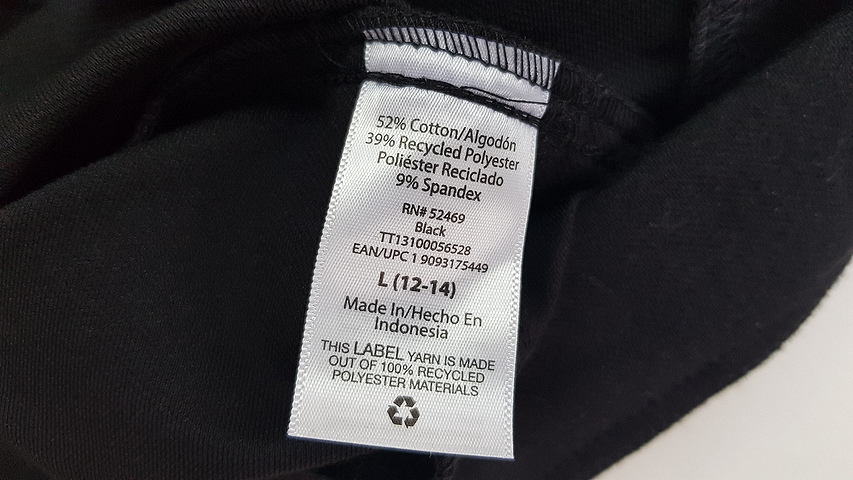 52% Cotton/Algodón
39% Recycled Polyester
Poliéster Reciclado
9% Spandex
RN# 52469
Black
TT13100056528
EAN/UPC 1 9093175449
L (12-14)
Made In/Hecho En
Indonesia
THIS LABEL YARN IS MADE
OUT OF 100% RECYCLED
POLYESTER MATERIALS